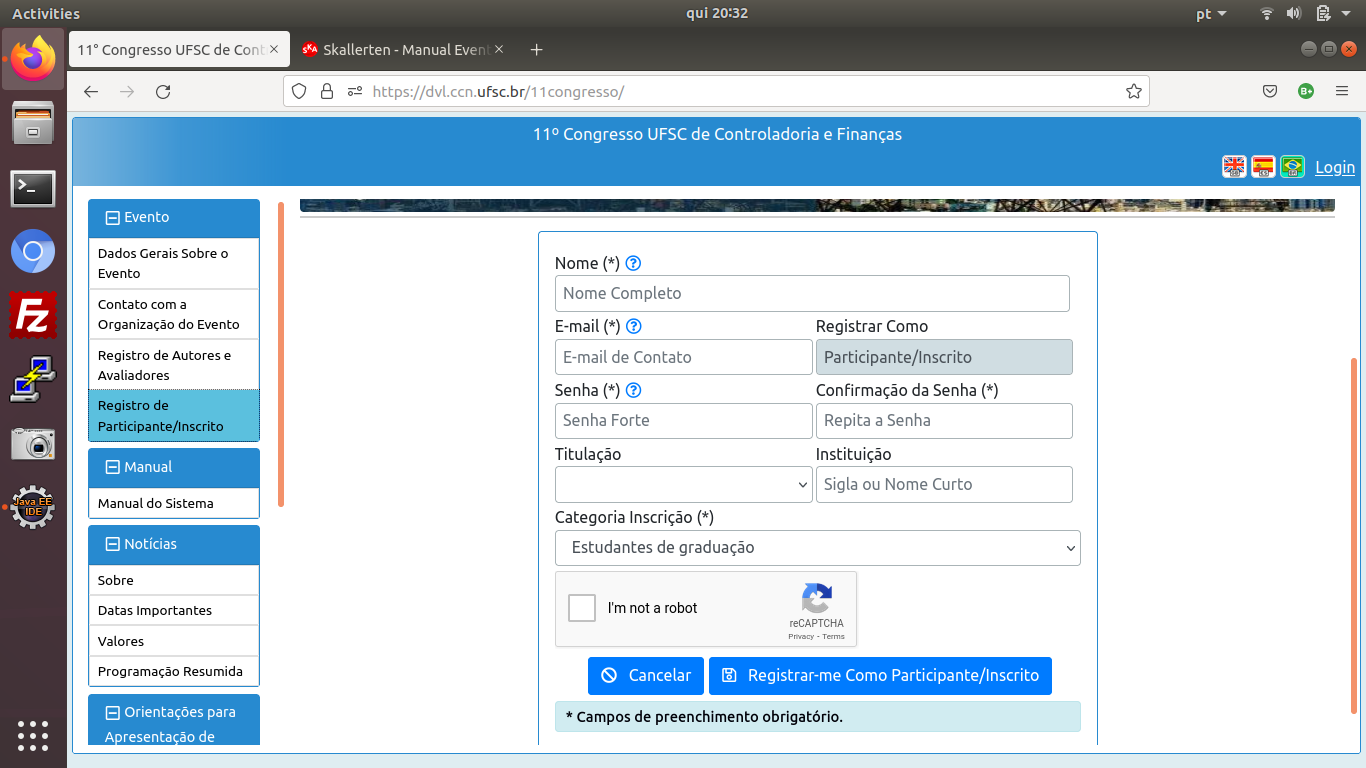 Activities
qui 20:32
pt
11° Congresso UFSC de Cont
Skallerten - Manual Event
https://dvl.ccn.ufsc.br/11congresso/
11º Congresso UFSC de Controladoria e Finanças
Login
Evento
Dados Gerais Sobre o
Evento
Contato com a
Organização do Evento
Registro de Autores e
Avaliadores
Registro de
Participante/Inscrito
Manual
Manual do Sistema
Notícias
Sobre
Datas Importantes
Valores
Programação Resumida
Orientações para
Apresentação de
Nome (*)
Nome Completo
E-mail (*)
Registrar Como
E-mail de Contato
Participante/Inscrito
Senha (*)
Confirmação da Senha (*)
Senha Forte
Repita a Senha
Titulação
Instituição
Sigla ou Nome Curto
Categoria Inscrição (*)
Estudantes de graduação
I'm not a robot
reCAPTCHA
Privacy - Terms
Cancelar
Registrar-me Como Participante/Inscrito
* Campos de preenchimento obrigatório.
Java EE
IDE